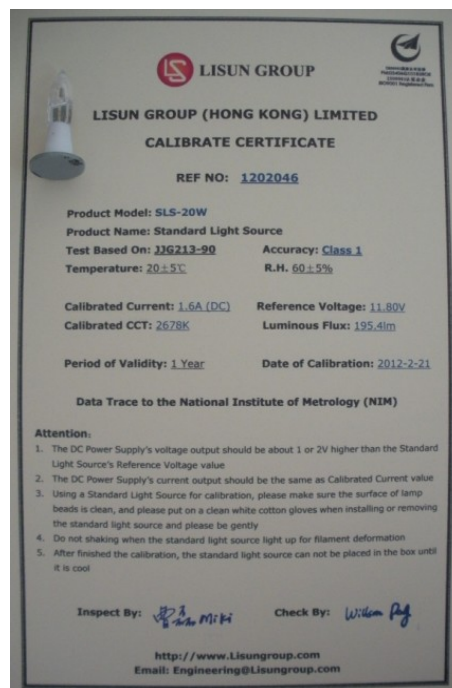 LISUN GROUP
LISUN GROUP (HONG KONG) LIMITED
CALIBRATE CERTIFICATE
REF NO: 1202046
Product Model: SLS-20W
Product Name: Standard Light Source
Test Based On: JJG213-90 Accuracy: Class 1
Temperature: 20±5℃ R.H. 60±5%
Calibrated Current: 1.6A (DC) Reference Voltage: 11.80V
Calibrated CCT: 2678K Luminous Flux: 195.4lm
Period of Validity: 1 Year Date of Calibration: 2012-2-21
Data Trace to the National Institute of Metrology (NIM)
Attention:
1. The DC Power Supply's voltage output should be about 1 or 2V higher than the Standard
Light Source's Reference Voltage value
2. The DC Power Supply's current output should be the same as Calibrated Current value
3. Using a Standard Light Source for calibration, please make sure the surface of lamp
beads is clean, and please put on a clean white cotton gloves when installing or removing
the standard light source and please be gently
4. Do not shaking when the standard light source light up for filament deformation
5. After finished the calibration, the standard light source can not be placed in the box until
it is cool
Inspect By: Miki Check By: William
http://www.Lisungroup.com
Email: Engineering@Lisungroup.com